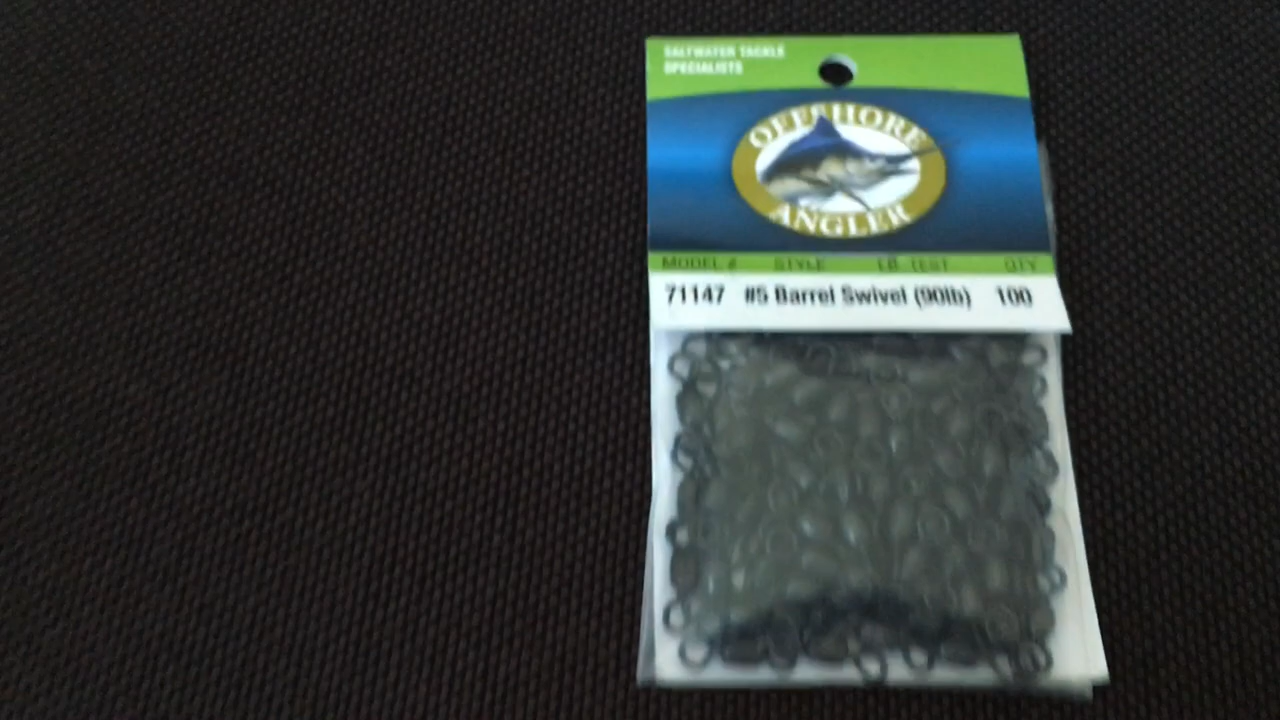 SALTWATER TACKLE
SPECIALISTS
OFFSHORE
ANGLER
MODEL # STYLE LB. TEST QTY
71147 #5 Barrel Swivel (90lb) 100